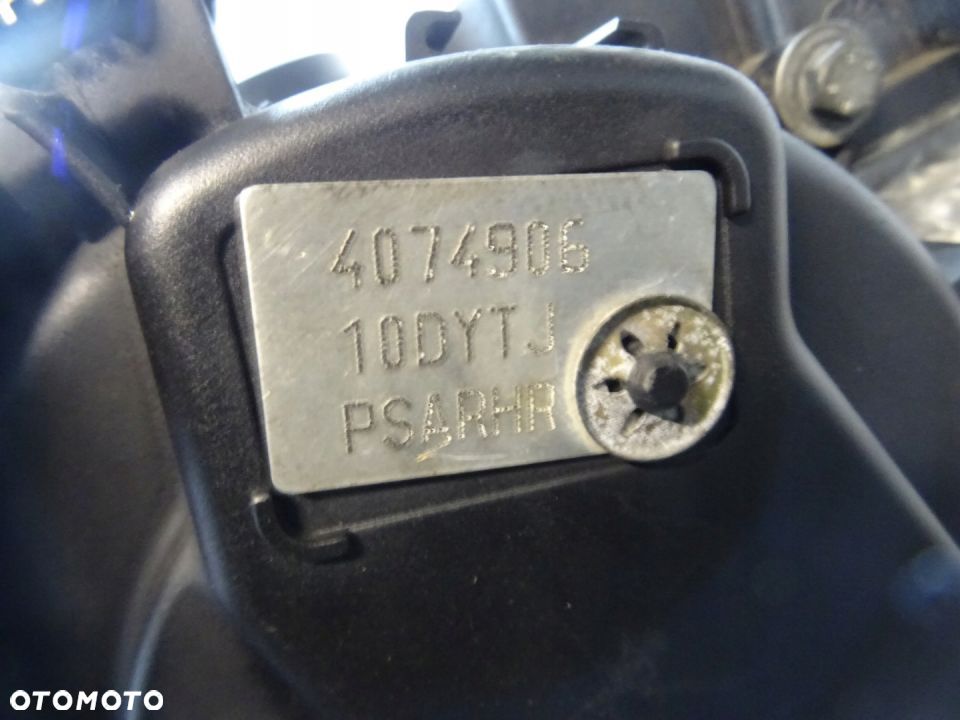 4074906
10DYTJ
PSARHR
OTOMOTO